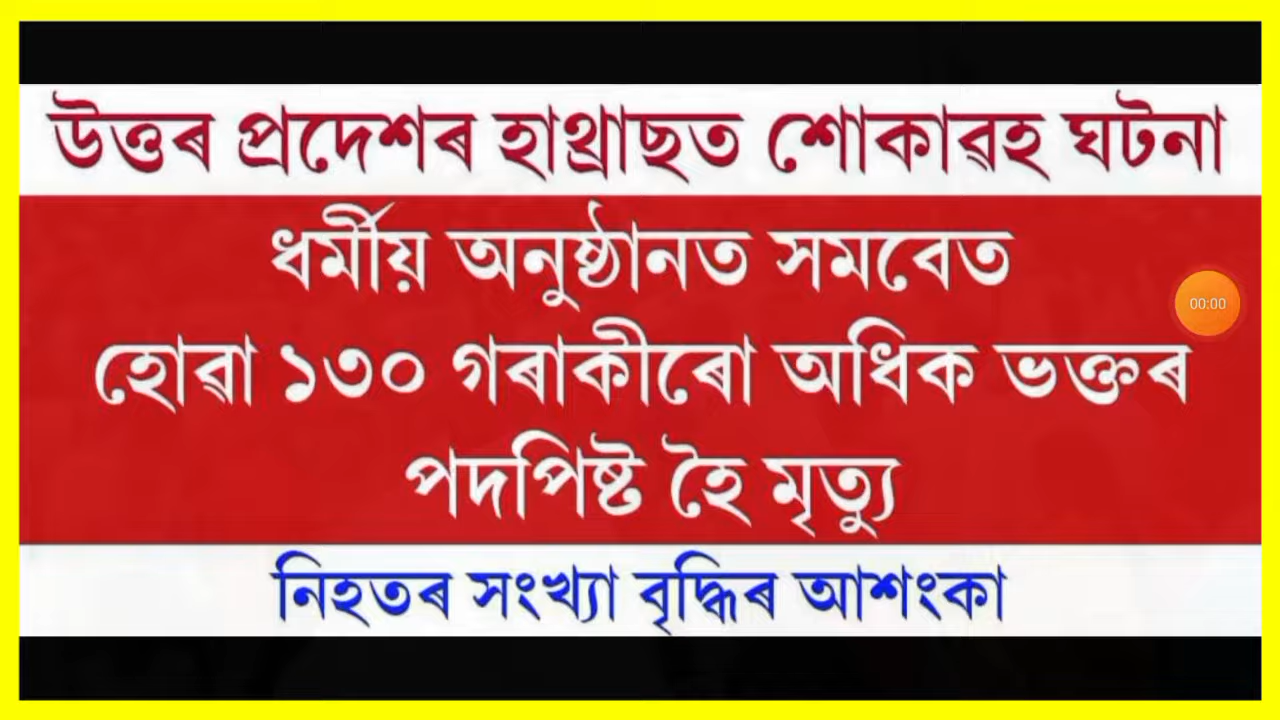 উত্তৰ প্ৰদেশৰ হাথ্ৰাছত শোকাৱহ ঘটনা
ধৰ্মীয় অনুষ্ঠানত সমবেত
হোৱা ১৩০ গৰাকীৰো অধিক ভক্তৰ
পদপিষ্ট হৈ মৃত্যু
নিহতৰ সংখ্যা বৃদ্ধিৰ আশংকা
00:00